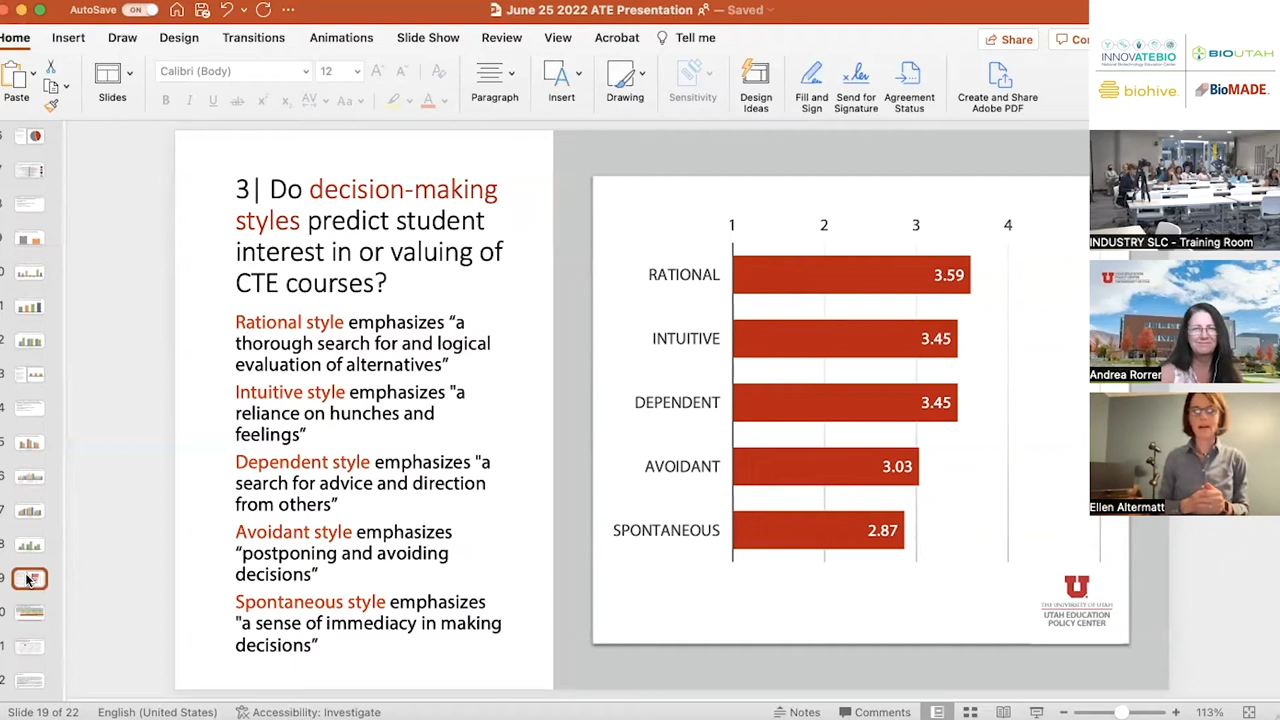 AutoSave ON
June 25 2022 ATE Presentation — Saved
Home Insert Draw Design Transitions Animations Slide Show Review View Acrobat Tell me
Share
Paste
Slides
Calibri (Body) 12
Paragraph
Insert
Drawing
Sensitivity
Design Ideas
Fill and Sign
Send for Signature
Agreement Status
Create and Share Adobe PDF
3| Do decision-making
styles predict student
interest in or valuing of
CTE courses?
Rational style emphasizes “a
thorough search for and logical
evaluation of alternatives”
Intuitive style emphasizes "a
reliance on hunches and
feelings”
Dependent style emphasizes "a
search for advice and direction
from others”
Avoidant style emphasizes
“postponing and avoiding
decisions”
Spontaneous style emphasizes
"a sense of immediacy in making
decisions”
1 2 3 4
RATIONAL 3.59
INTUITIVE 3.45
DEPENDENT 3.45
AVOIDANT 3.03
SPONTANEOUS 2.87
THE UNIVERSITY OF UTAH
UTAH EDUCATION
POLICY CENTER
INNOVATEBIO
National Biotechnology Education Center
BIOUTAH
biohive.
BioMADE.
INDUSTRY SLC - Training Room
Andrea Rorrer
Ellen Altermatt
Slide 19 of 22 English (United States) Accessibility: Investigate Notes Comments 113%